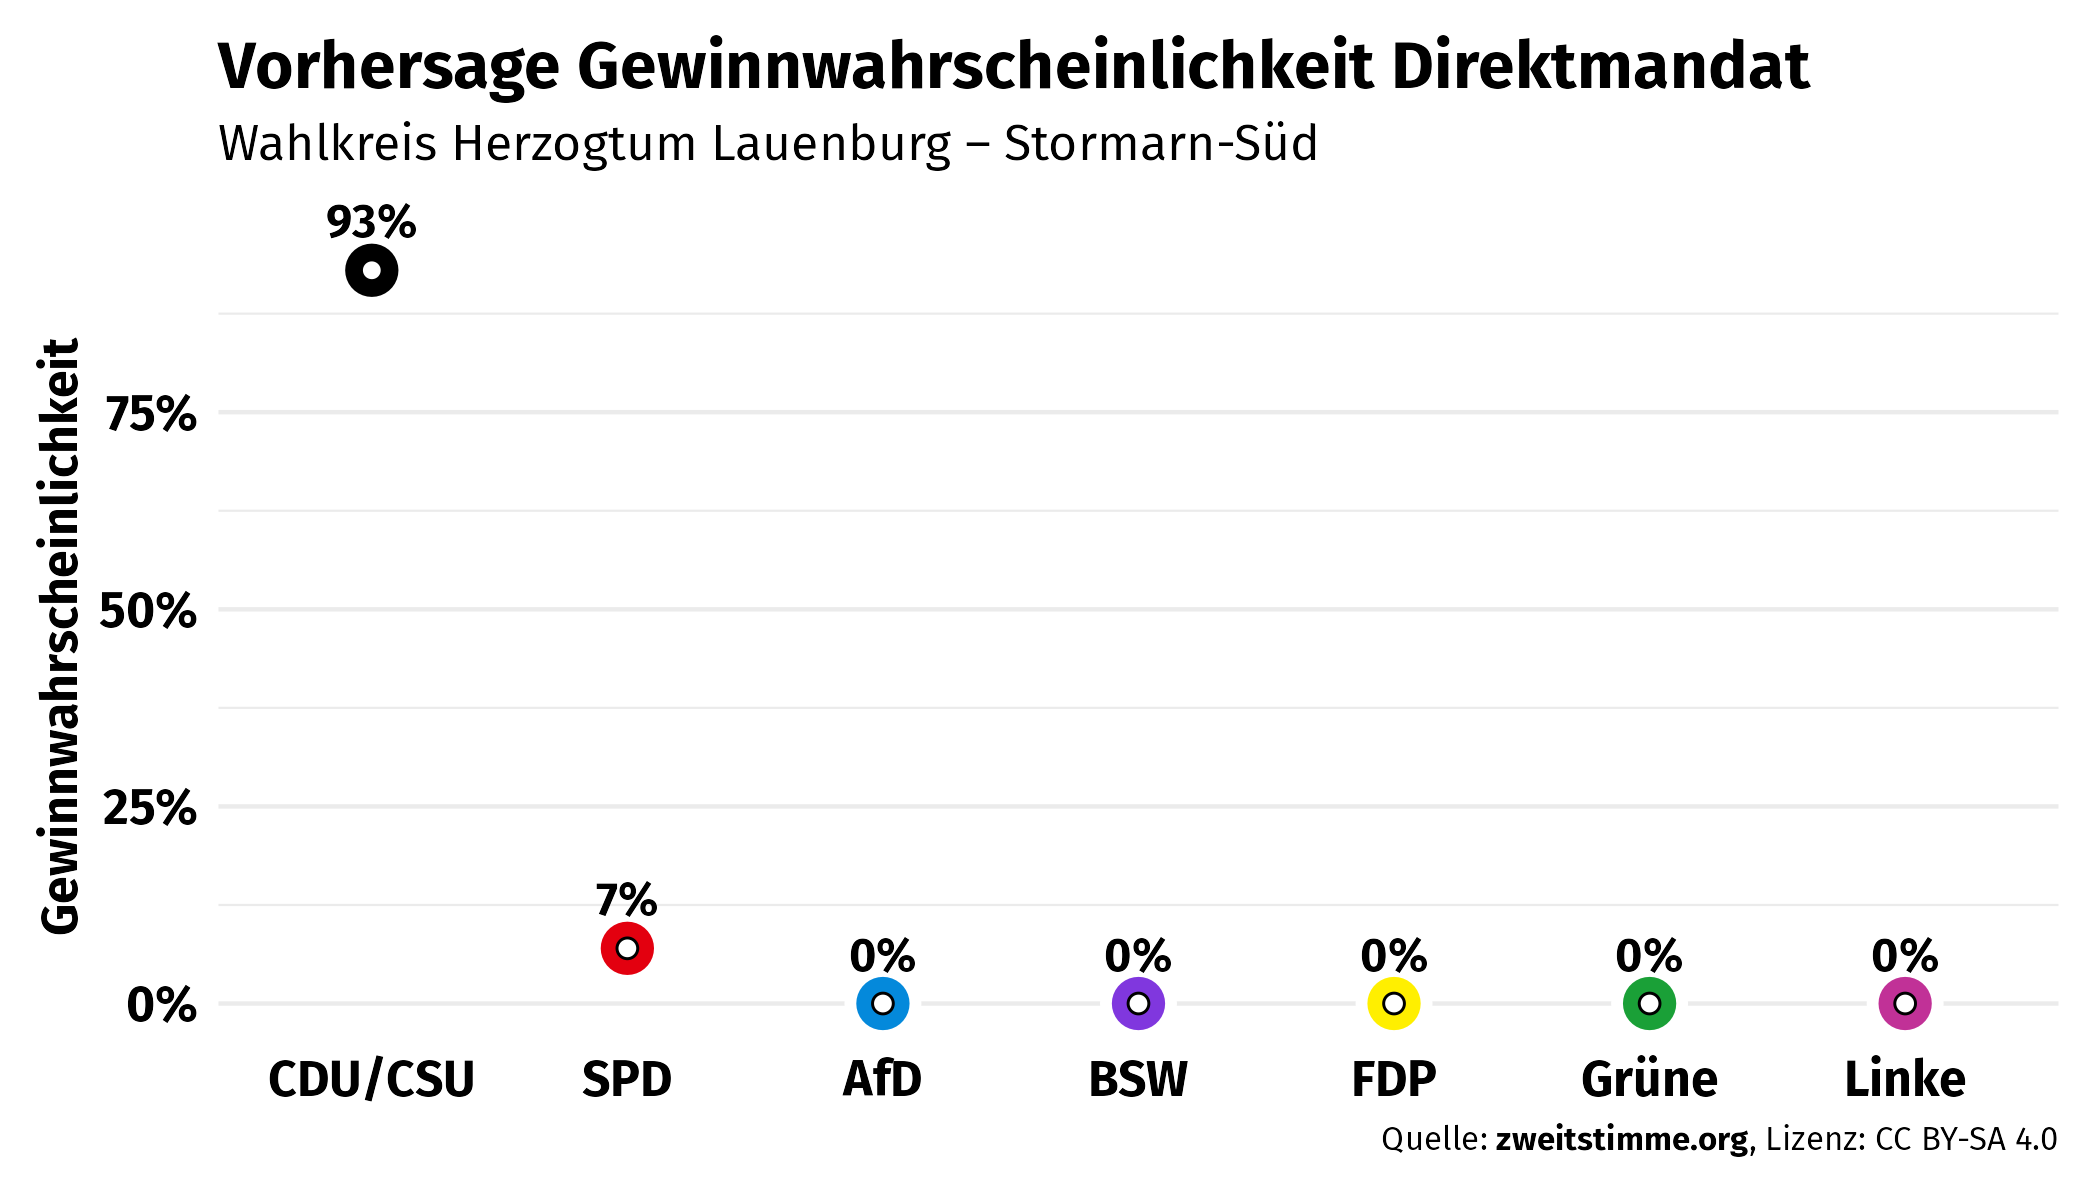 Vorhersage Gewinnwahrscheinlichkeit Direktmandat
Wahlkreis Herzogtum Lauenburg – Stormarn-Süd
93%
Gewinnwahrscheinlichkeit
75%
50%
25%
7%
0% 0% 0% 0% 0%
0%
CDU/CSU SPD AfD BSW FDP Grüne Linke
Quelle: zweitstimme.org, Lizenz: CC BY-SA 4.0